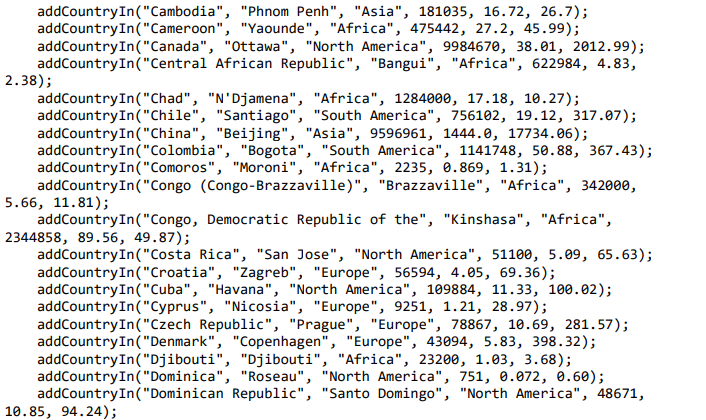 addCountryIn("Cambodia", "Phnom Penh", "Asia", 181035, 16.72, 26.7);
addCountryIn("Cameroon", "Yaounde", "Africa", 475442, 27.2, 45.99);
addCountryIn("Canada", "Ottawa", "North America", 9984670, 38.01, 2012.99);
addCountryIn("Central African Republic", "Bangui", "Africa", 622984, 4.83,
2.38);
addCountryIn("Chad", "N'Djamena", "Africa", 1284000, 17.18, 10.27);
addCountryIn("Chile", "Santiago", "South America", 756102, 19.12, 317.07);
addCountryIn("China", "Beijing", "Asia", 9596961, 1444.0, 17734.06);
addCountryIn("Colombia", "Bogota", "South America", 1141748, 50.88, 367.43);
addCountryIn("Comoros", "Moroni", "Africa", 2235, 0.869, 1.31);
addCountryIn("Congo (Congo-Brazzaville)", "Brazzaville", "Africa", 342000,
5.66, 11.81);
addCountryIn("Congo, Democratic Republic of the", "Kinshasa", "Africa",
2344858, 89.56, 49.87);
addCountryIn("Costa Rica", "San Jose", "North America", 51100, 5.09, 65.63);
addCountryIn("Croatia", "Zagreb", "Europe", 56594, 4.05, 69.36);
addCountryIn("Cuba", "Havana", "North America", 109884, 11.33, 100.02);
addCountryIn("Cyprus", "Nicosia", "Europe", 9251, 1.21, 28.97);
addCountryIn("Czech Republic", "Prague", "Europe", 78867, 10.69, 281.57);
addCountryIn("Denmark", "Copenhagen", "Europe", 43094, 5.83, 398.32);
addCountryIn("Djibouti", "Djibouti", "Africa", 23200, 1.03, 3.68);
addCountryIn("Dominica", "Roseau", "North America", 751, 0.072, 0.60);
addCountryIn("Dominican Republic", "Santo Domingo", "North America", 48671,
10.85, 94.24);